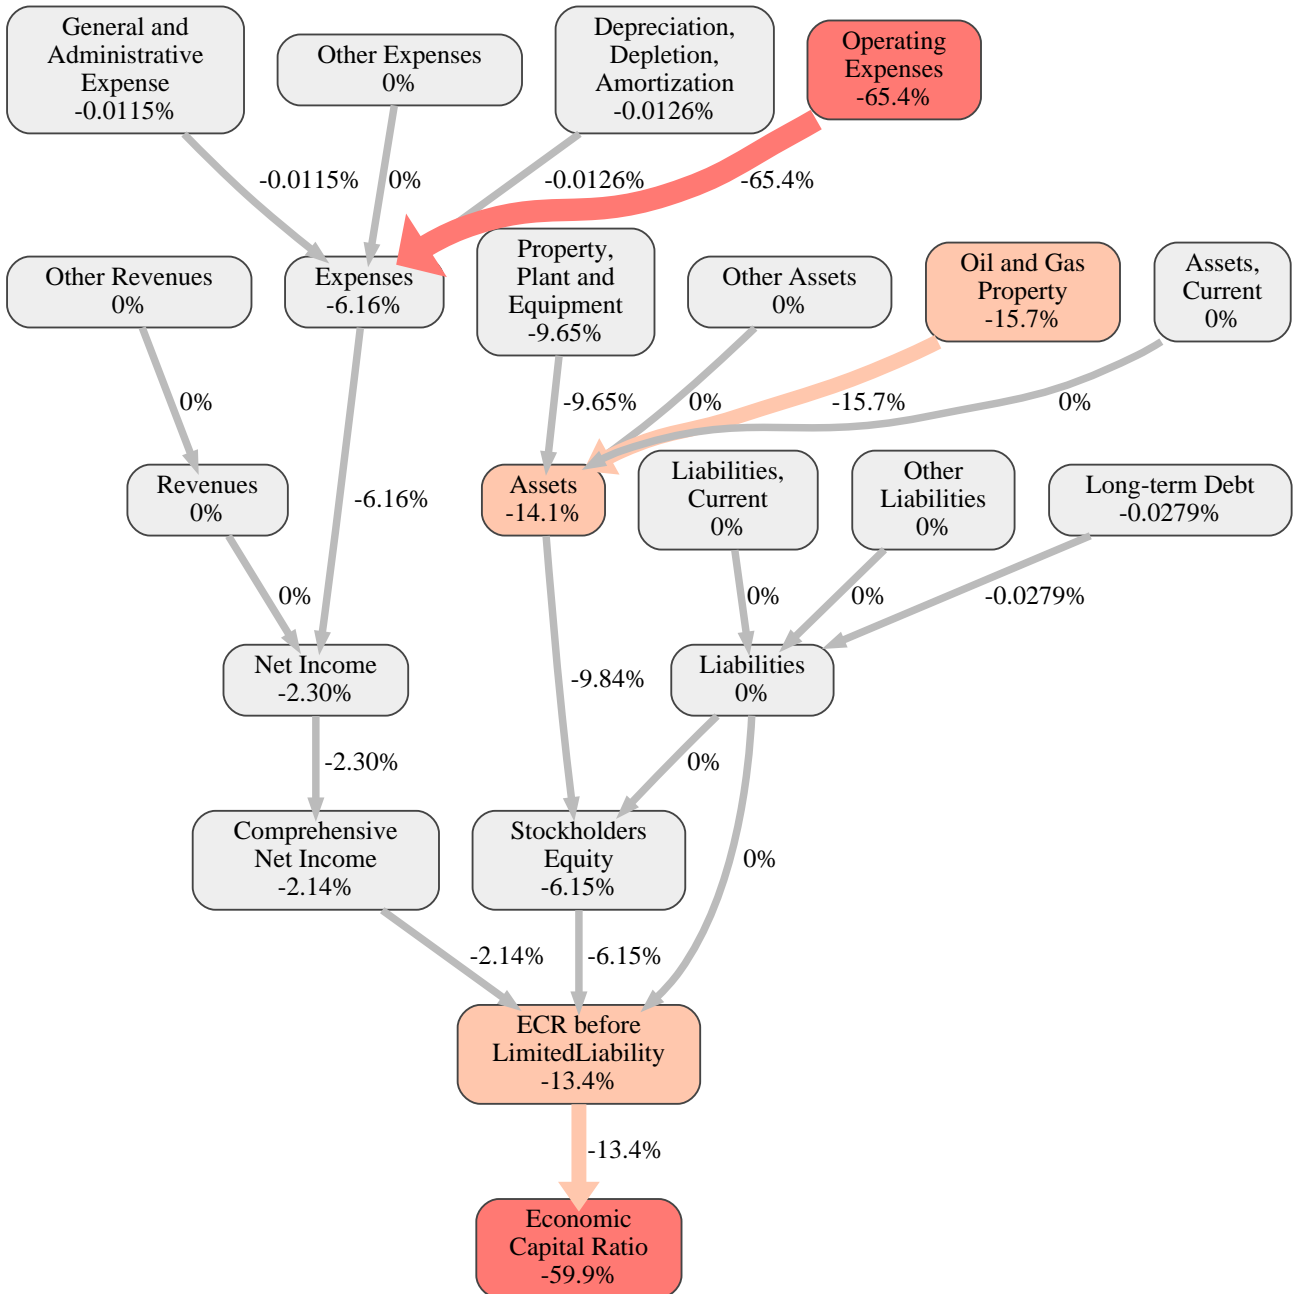 General and
Administrative
Expense
-0.0115%
Other Expenses
0%
Depreciation,
Depletion,
Amortization
-0.0126%
Operating
Expenses
-65.4%
-0.0115%
0%
-0.0126%
-65.4%
Other Revenues
0%
Expenses
-6.16%
Property,
Plant and
Equipment
-9.65%
Other Assets
0%
Oil and Gas
Property
-15.7%
Assets,
Current
0%
0%
-9.65%
0%
-15.7%
0%
Revenues
0%
-6.16%
Assets
-14.1%
Liabilities,
Current
0%
Other
Liabilities
0%
Long-term Debt
-0.0279%
0%
0%
0%
-0.0279%
Net Income
-2.30%
-9.84%
Liabilities
0%
-2.30%
0%
Comprehensive
Net Income
-2.14%
Stockholders
Equity
-6.15%
0%
-2.14%
-6.15%
ECR before
LimitedLiability
-13.4%
-13.4%
Economic
Capital Ratio
-59.9%